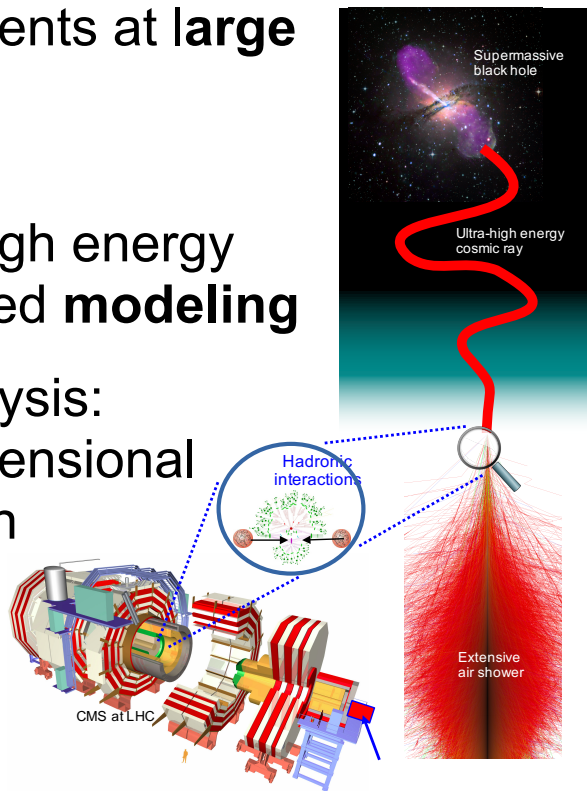 ents at large
gh energy
ed modeling
ysis:
ensional
n
Supermassive
black hole
Ultra-high energy
cosmic ray
Hadronic
interactions
Extensive
air shower
CMS at LHC